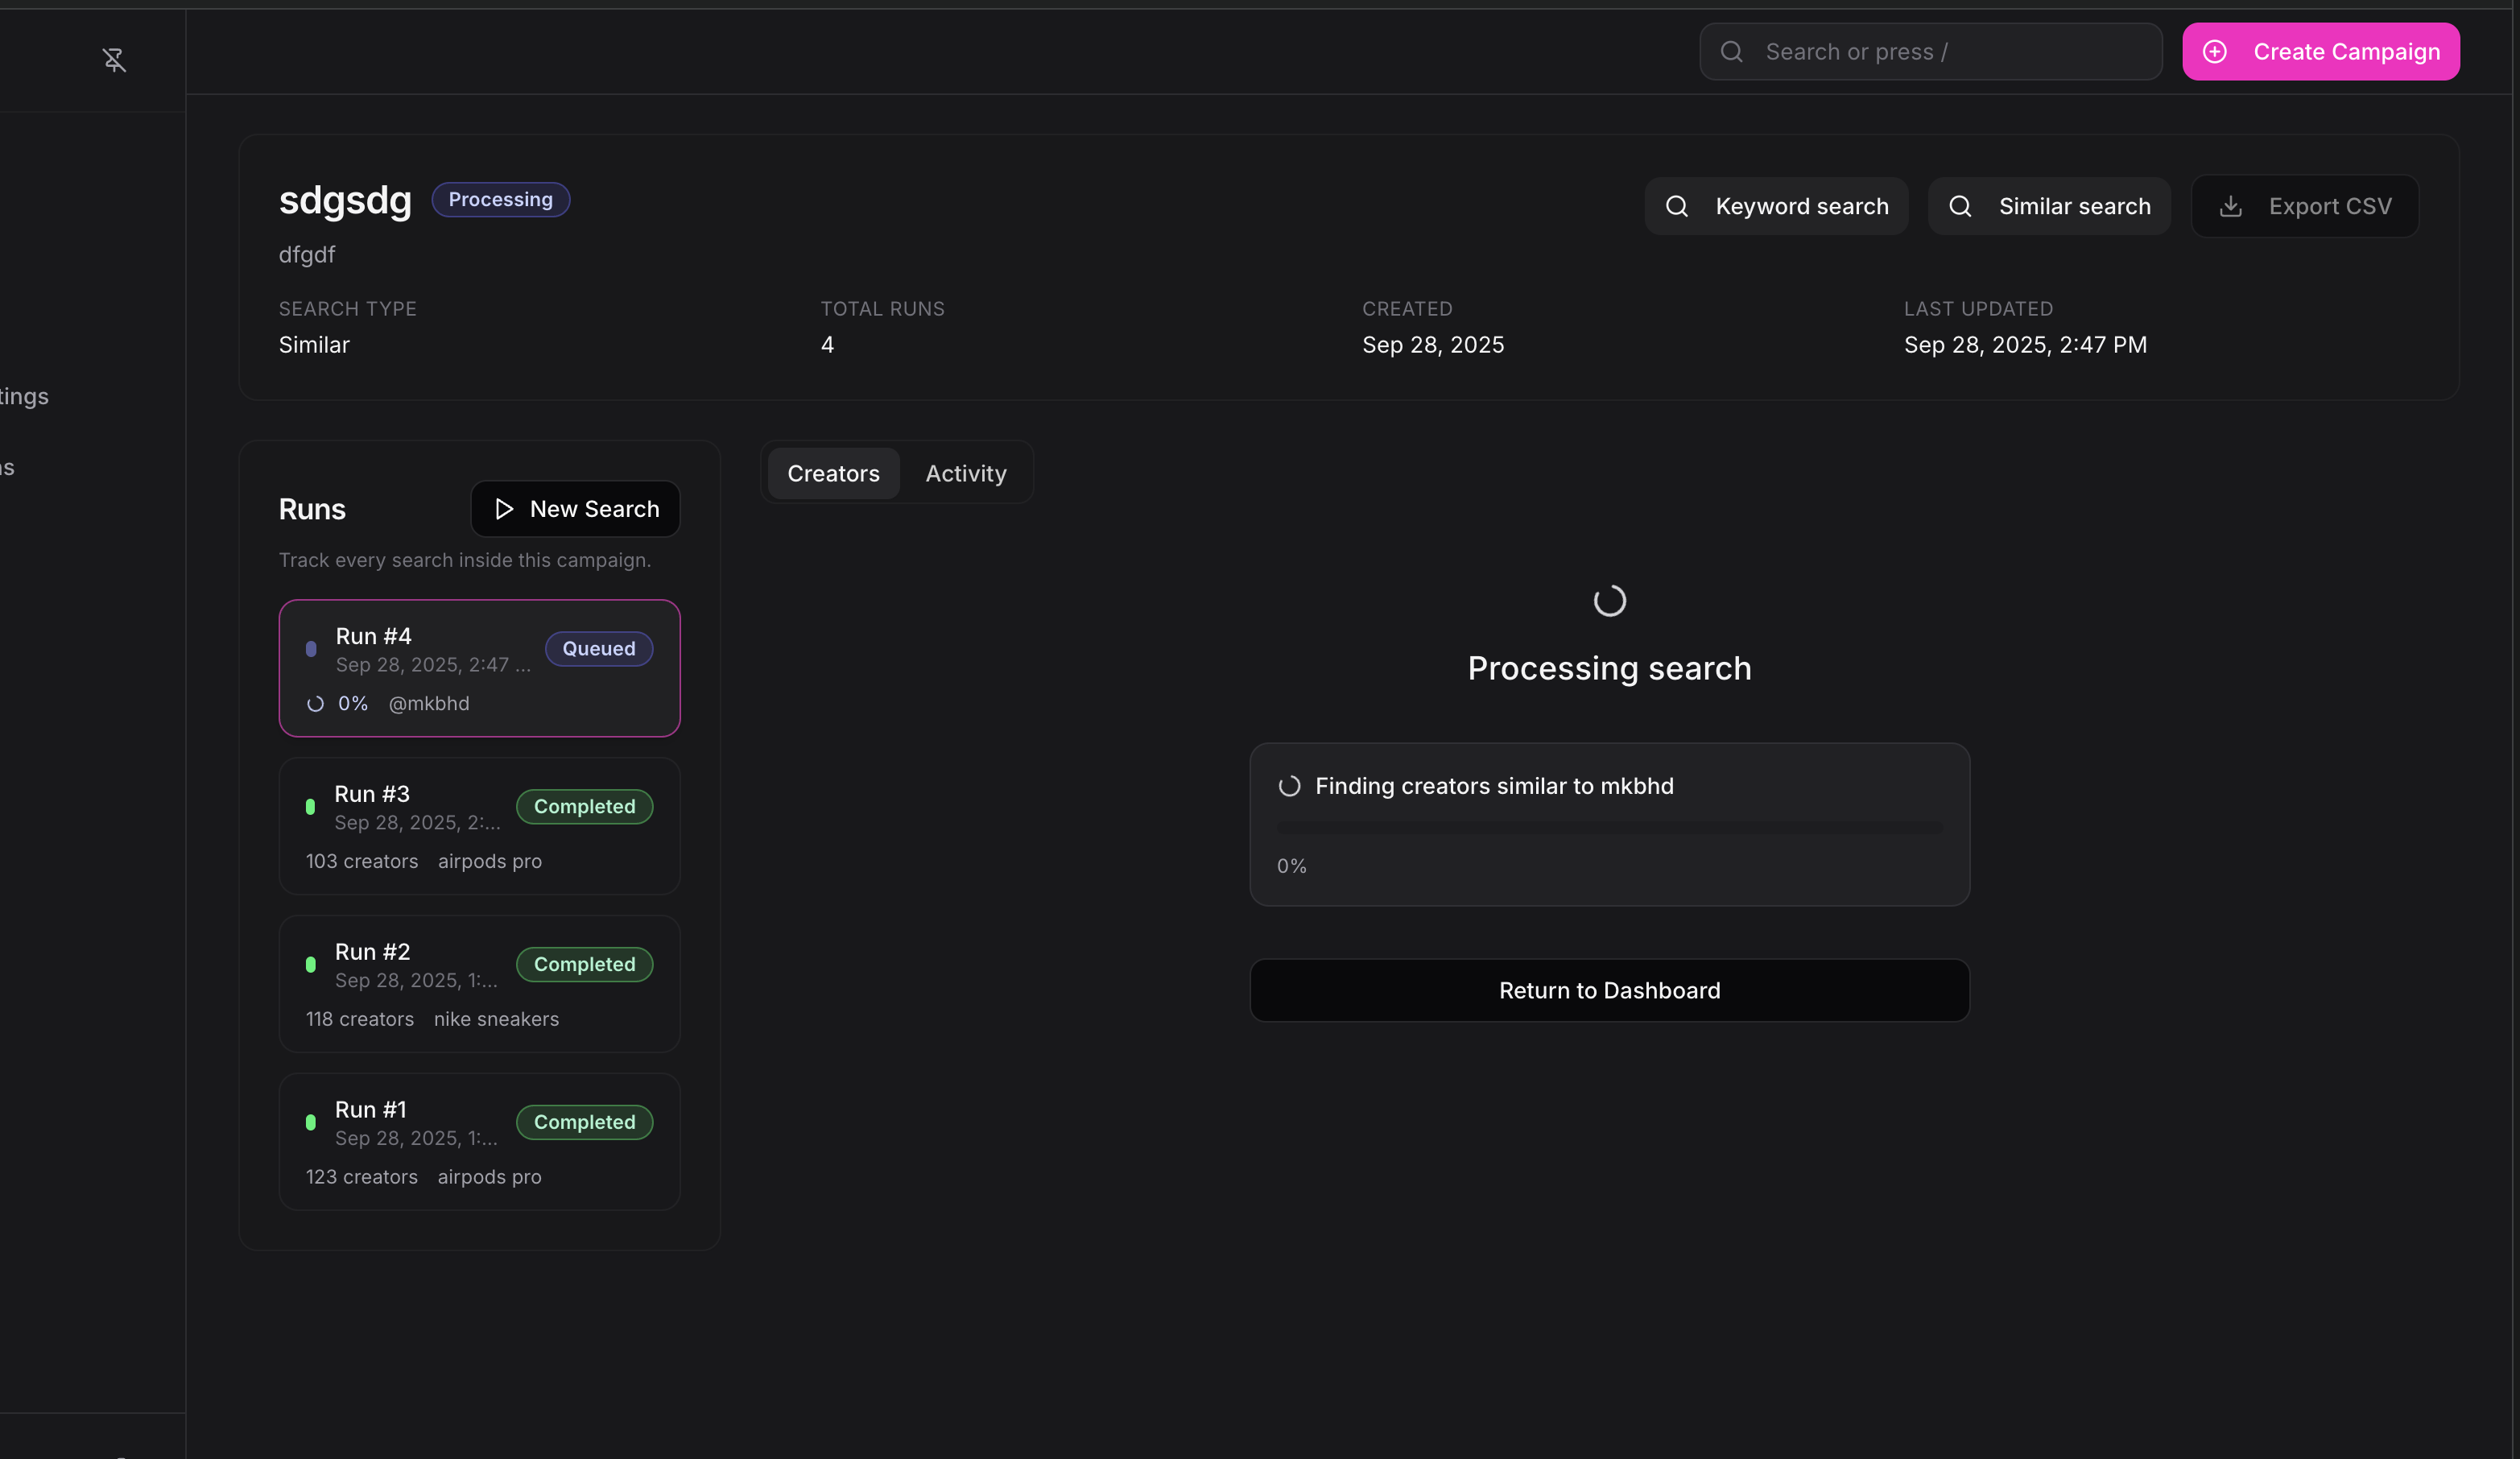 Search or press /
Create Campaign
sdgsdg
Processing
Keyword search
Similar search
Export CSV
dfgdf
SEARCH TYPE
Similar
TOTAL RUNS
4
CREATED
Sep 28, 2025
LAST UPDATED
Sep 28, 2025, 2:47 PM
tings
s
Runs
New Search
Track every search inside this campaign.
Run #4
Sep 28, 2025, 2:47 ...
Queued
0% @mkbhd
Run #3
Sep 28, 2025, 2:...
Completed
103 creators airpods pro
Run #2
Sep 28, 2025, 1:...
Completed
118 creators nike sneakers
Run #1
Sep 28, 2025, 1:...
Completed
123 creators airpods pro
Creators
Activity
Processing search
Finding creators similar to mkbhd
0%
Return to Dashboard